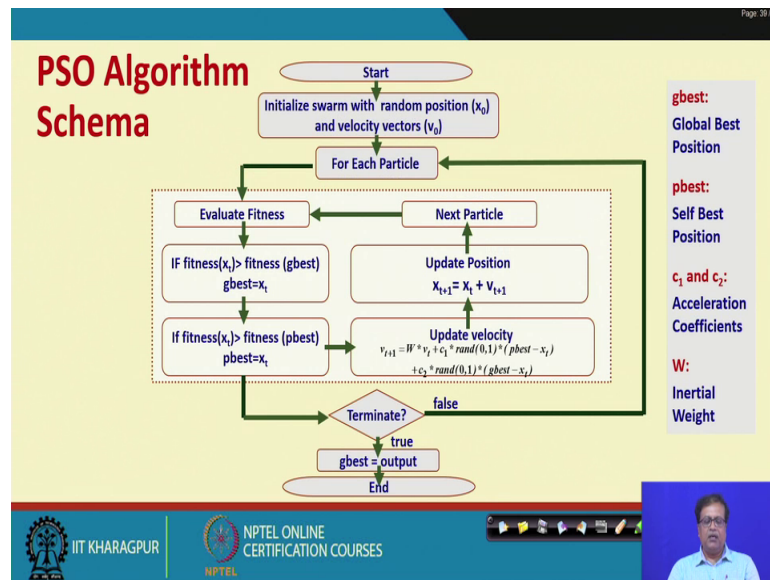 Page: 39 /
PSO Algorithm
Schema
Start
Initialize swarm with random position (x₀)
and velocity vectors (v₀)
For Each Particle
Evaluate Fitness
Next Particle
IF fitness(xₜ)> fitness (gbest)
gbest=xₜ
Update Position
xₜ₊₁= xₜ + vₜ₊₁
If fitness(xₜ)> fitness (pbest)
pbest=xₜ
Update velocity
vₜ₊₁ = W * vₜ + c₁ * rand(0,1) * ( pbest − xₜ )
+c₂ * rand(0,1) * ( gbest − xₜ )
Terminate?
false
true
gbest = output
End
gbest:
Global Best
Position
pbest:
Self Best
Position
c₁ and c₂:
Acceleration
Coefficients
W:
Inertial
Weight
IIT KHARAGPUR
NPTEL
NPTEL ONLINE
CERTIFICATION COURSES